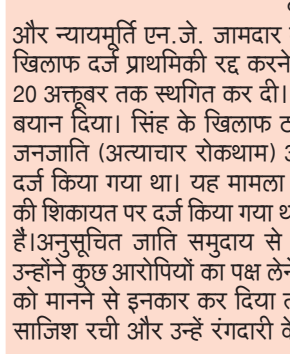 और न्यायमूर्ति एन.जे. जामदार
खिलाफ दर्ज प्राथमिकी रद्द करने
20 अक्तूबर तक स्थगित कर दी।
बयान दिया। सिंह के खिलाफ
जनजाति (अत्याचार रोकथाम)
दर्ज किया गया था। यह मामला
की शिकायत पर दर्ज किया गया
हैं।अनुसूचित जाति समुदाय से
उन्होंने कुछ आरोपियों का पक्ष लेने
को मानने से इनकार कर दिया
साजिश रची और उन्हें रंगदारी